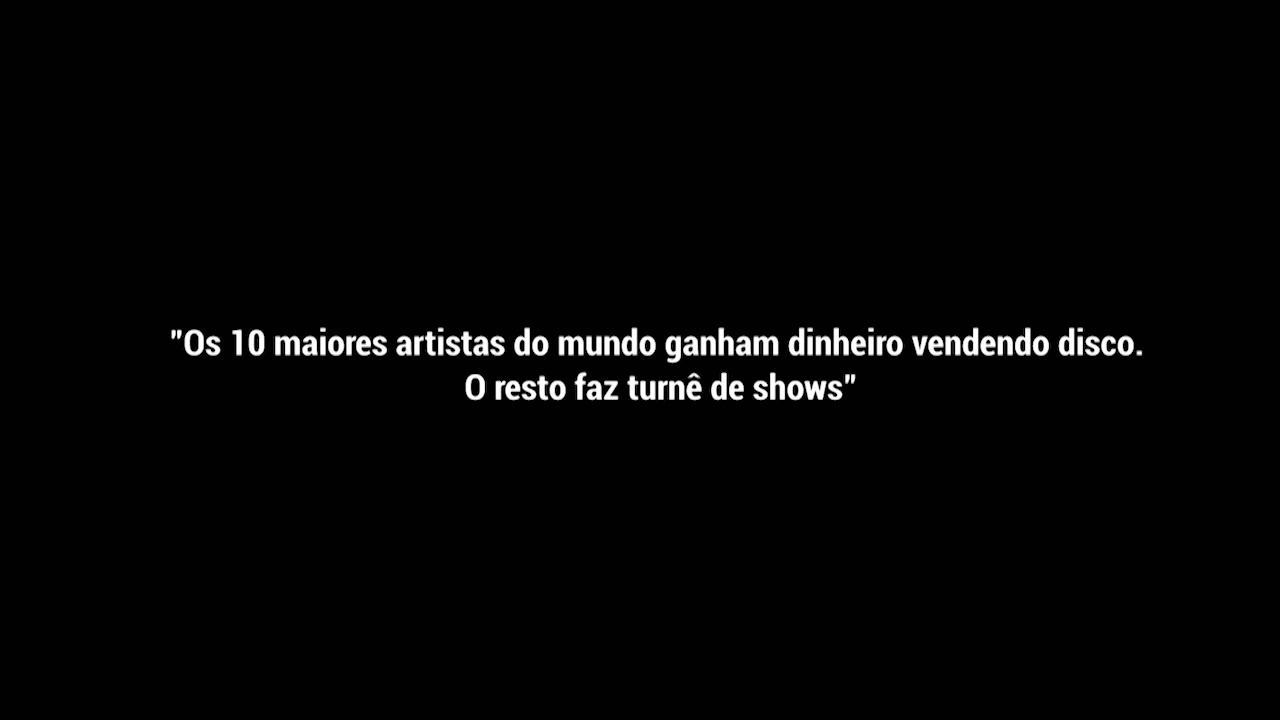 "Os 10 maiores artistas do mundo ganham dinheiro vendendo disco.
O resto faz turnê de shows"